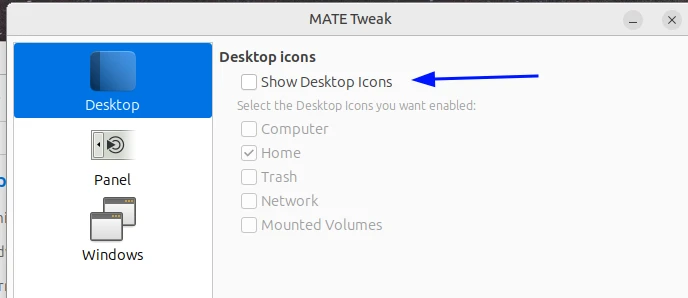 MATE Tweak
Desktop
Panel
Windows
Desktop icons
Show Desktop Icons
Select the Desktop Icons you want enabled:
Computer
Home
Trash
Network
Mounted Volumes